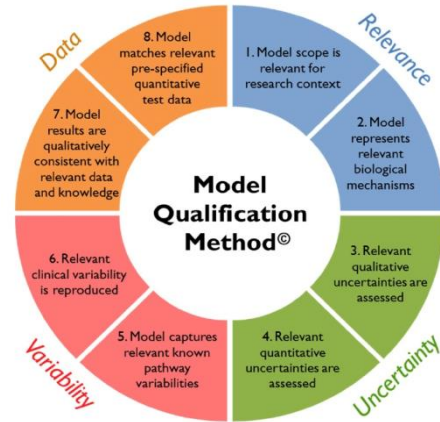 Model
Qualification
Method©
Relevance
1. Model scope is
relevant for
research context
2. Model
represents
relevant
biological
mechanisms
Uncertainty
3. Relevant
qualitative
uncertainties are
assessed
4. Relevant
quantitative
uncertainties are
assessed
Variability
5. Model captures
relevant known
pathway
variabilities
6. Relevant
clinical variability
is reproduced
Data
7. Model
results are
qualitatively
consistent with
relevant data
and knowledge
8. Model
matches relevant
pre-specified
quantitative
test data